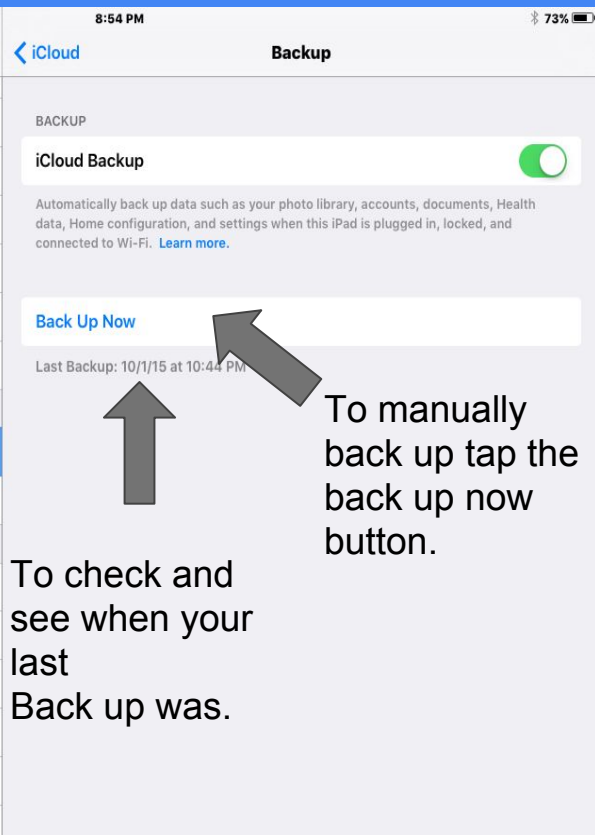 8:54 PM 73%
iCloud Backup
BACKUP
iCloud Backup
Automatically back up data such as your photo library, accounts, documents, Health
data, Home configuration, and settings when this iPad is plugged in, locked, and
connected to Wi-Fi. Learn more.
Back Up Now
Last Backup: 10/1/15 at 10:44 PM
To manually
back up tap the
back up now
button.
To check and
see when your
last
Back up was.